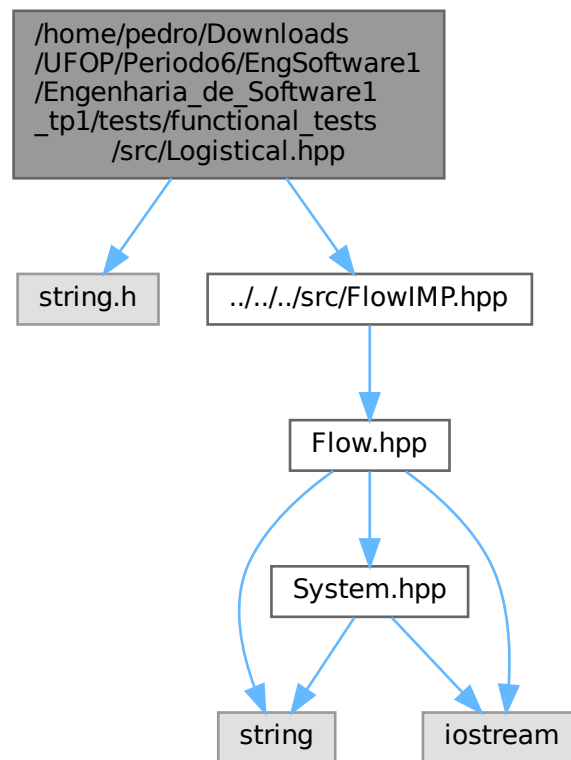 /home/pedro/Downloads
/UFOP/Periodo6/EngSoftware1
/Engenharia_de_Software1
_tp1/tests/functional_tests
/src/Logistical.hpp
string.h
../../../src/FlowIMP.hpp
Flow.hpp
System.hpp
string
iostream